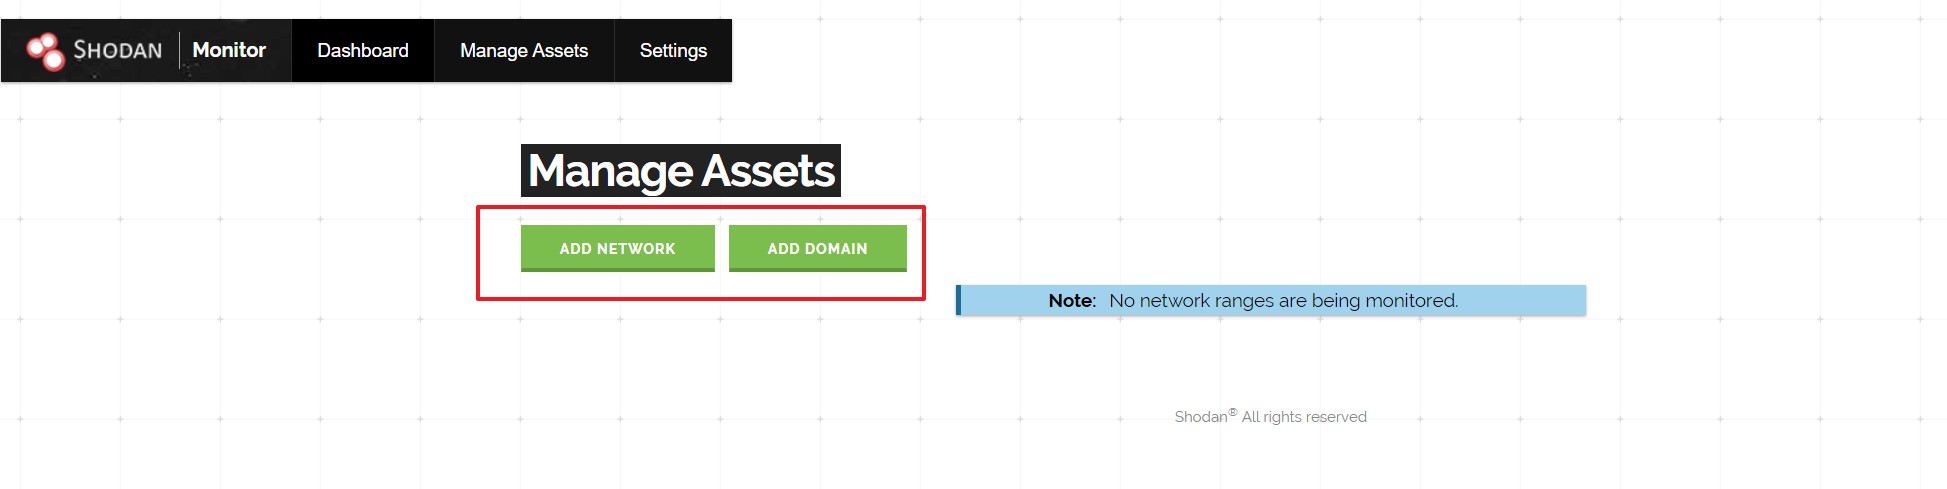 SHODAN Monitor Dashboard Manage Assets Settings
Manage Assets
ADD NETWORK ADD DOMAIN
Note: No network ranges are being monitored.
Shodan® All rights reserved